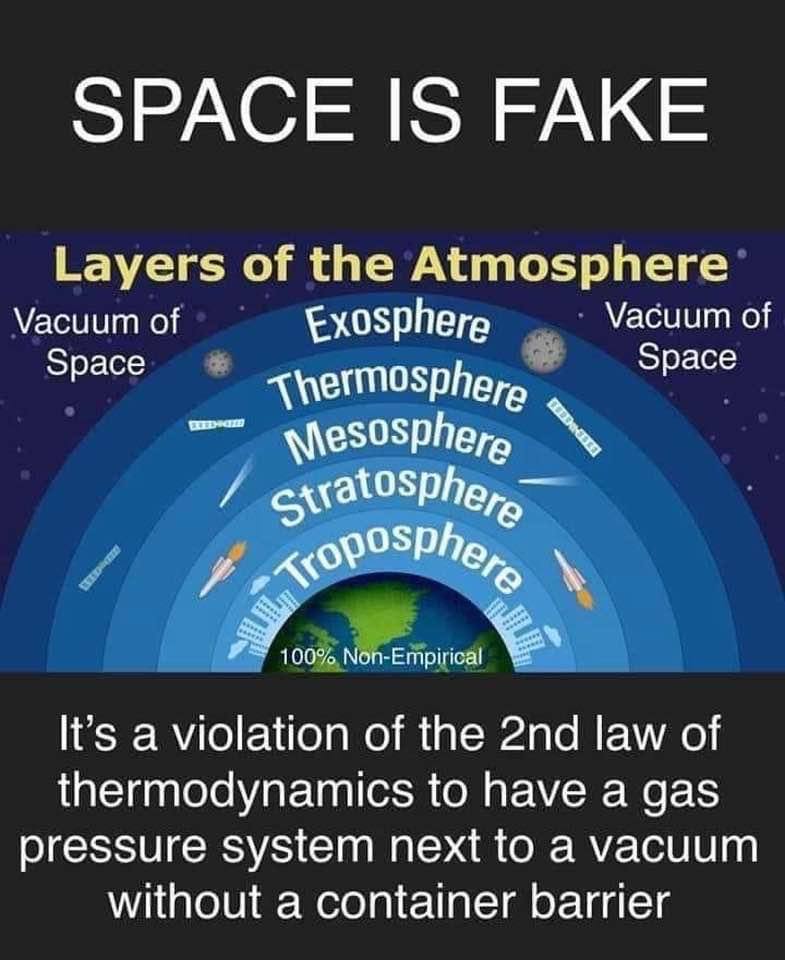 SPACE IS FAKE
Layers of the Atmosphere
Vacuum of
Space
Exosphere
Vacuum of
Space
Thermosphere
Mesosphere
Stratosphere
Troposphere
100% Non-Empirical
It’s a violation of the 2nd law of
thermodynamics to have a gas
pressure system next to a vacuum
without a container barrier